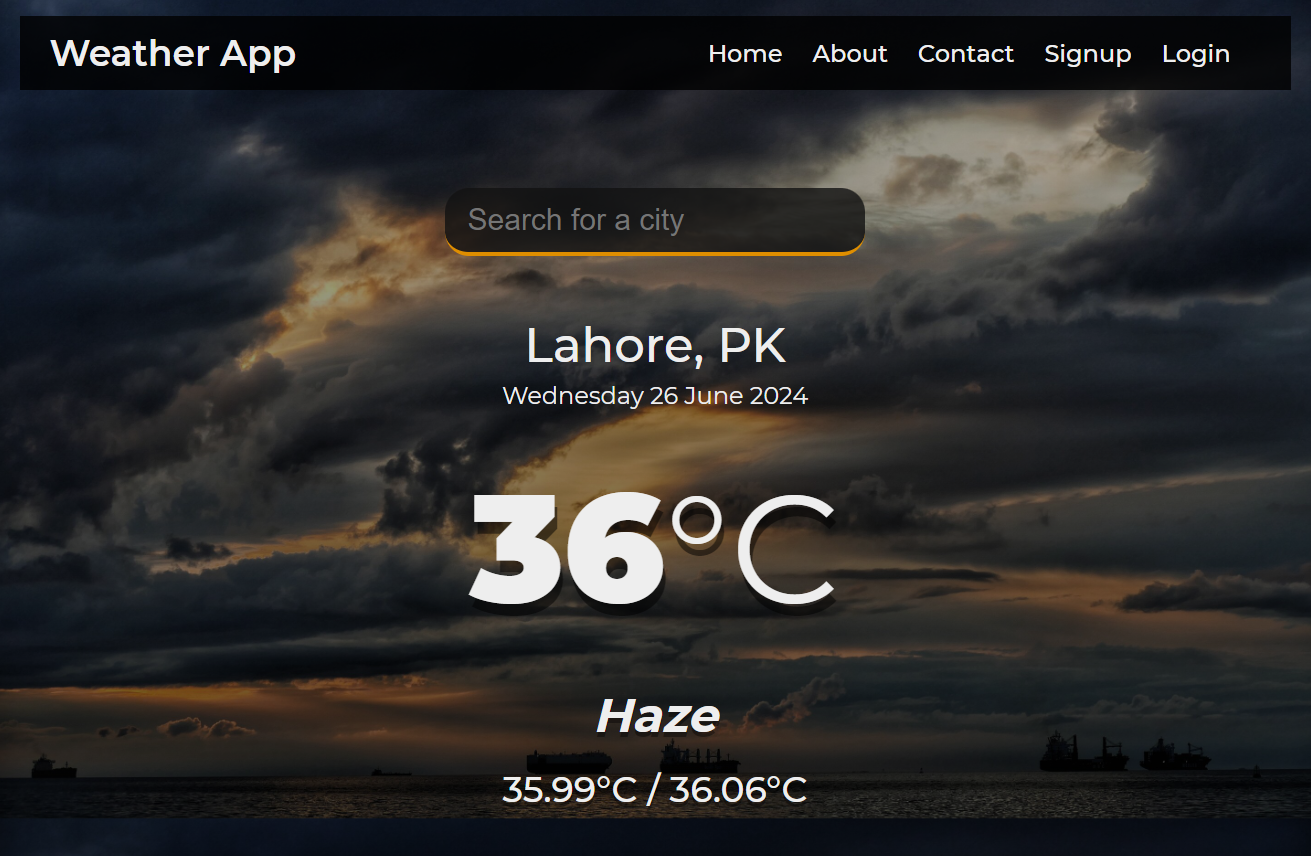 Weather App
Home About Contact Signup Login
Search for a city
Lahore, PK
Wednesday 26 June 2024
36°C
Haze
35.99°C / 36.06°C